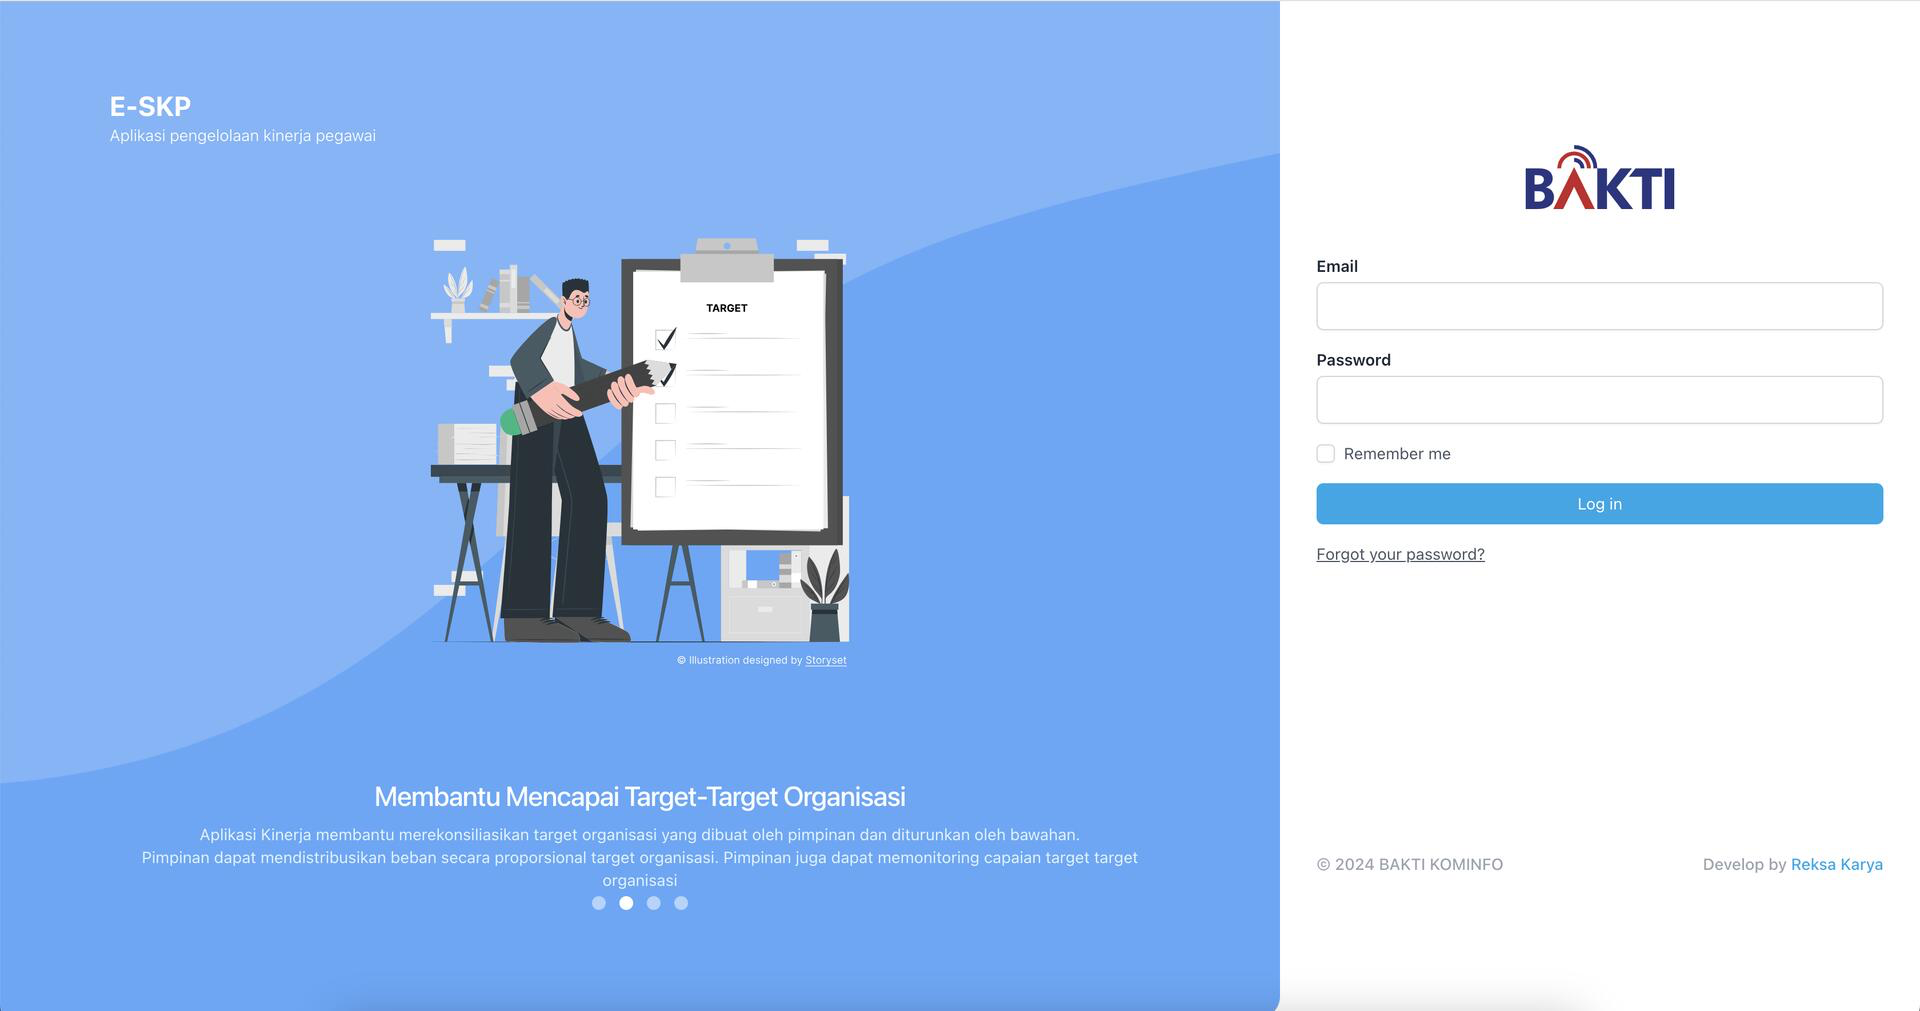 E-SKP
Aplikasi pengelolaan kinerja pegawai
TARGET
© Illustration designed by Storyset
Membantu Mencapai Target-Target Organisasi
Aplikasi Kinerja membantu merekonsiliasikan target organisasi yang dibuat oleh pimpinan dan diturunkan oleh bawahan.
Pimpinan dapat mendistribusikan beban secara proporsional target organisasi. Pimpinan juga dapat memonitoring capaian target target
organisasi
BAKTI
Email
Password
Remember me
Log in
Forgot your password?
© 2024 BAKTI KOMINFO
Develop by Reksa Karya